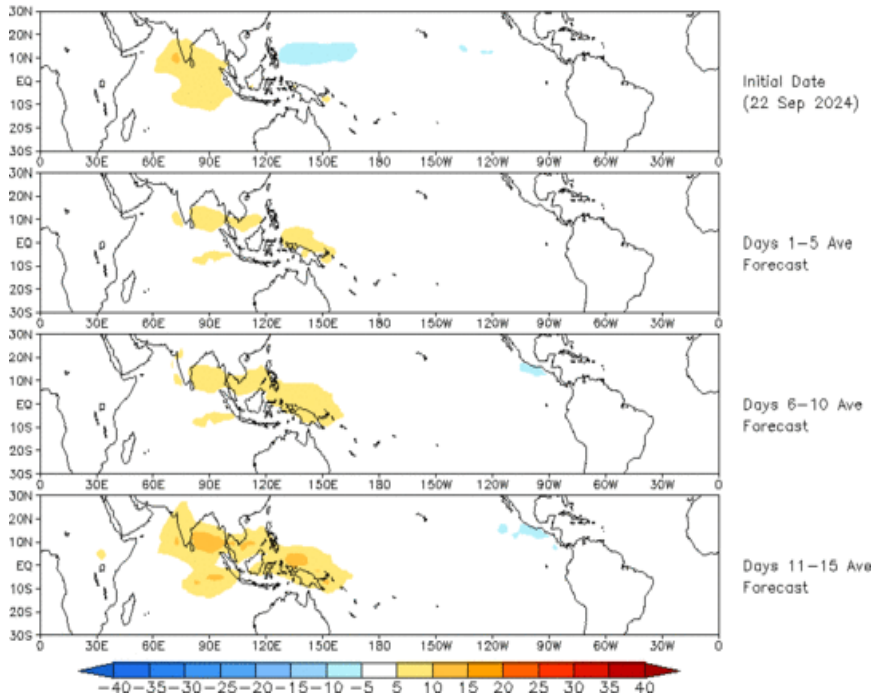 30N
20N
10N
EQ
10S
20S
30S
0 30E 60E 90E 120E 150E 180 150W 120W 90W 60W 30W 0
Initial Date
(22 Sep 2024)
30N
20N
10N
EQ
10S
20S
30S
0 30E 60E 90E 120E 150E 180 150W 120W 90W 60W 30W 0
Days 1-5 Ave
Forecast
30N
20N
10N
EQ
10S
20S
30S
0 30E 60E 90E 120E 150E 180 150W 120W 90W 60W 30W 0
Days 6-10 Ave
Forecast
30N
20N
10N
EQ
10S
20S
30S
0 30E 60E 90E 120E 150E 180 150W 120W 90W 60W 30W 0
Days 11-15 Ave
Forecast
-40 -35 -30 -25 -20 -15 -10 -5 5 10 15 20 25 30 35 40